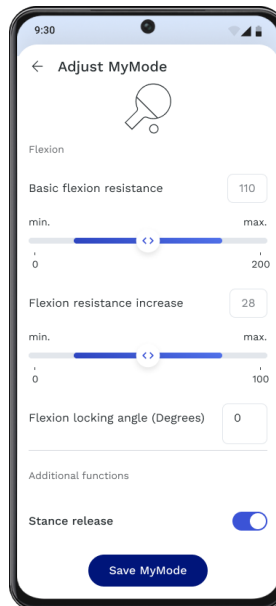 9:30
Adjust MyMode
Flexion
Basic flexion resistance 110
min. max.
0 200
Flexion resistance increase 28
min. max.
0 100
Flexion locking angle (Degrees) 0
Additional functions
Stance release
Save MyMode